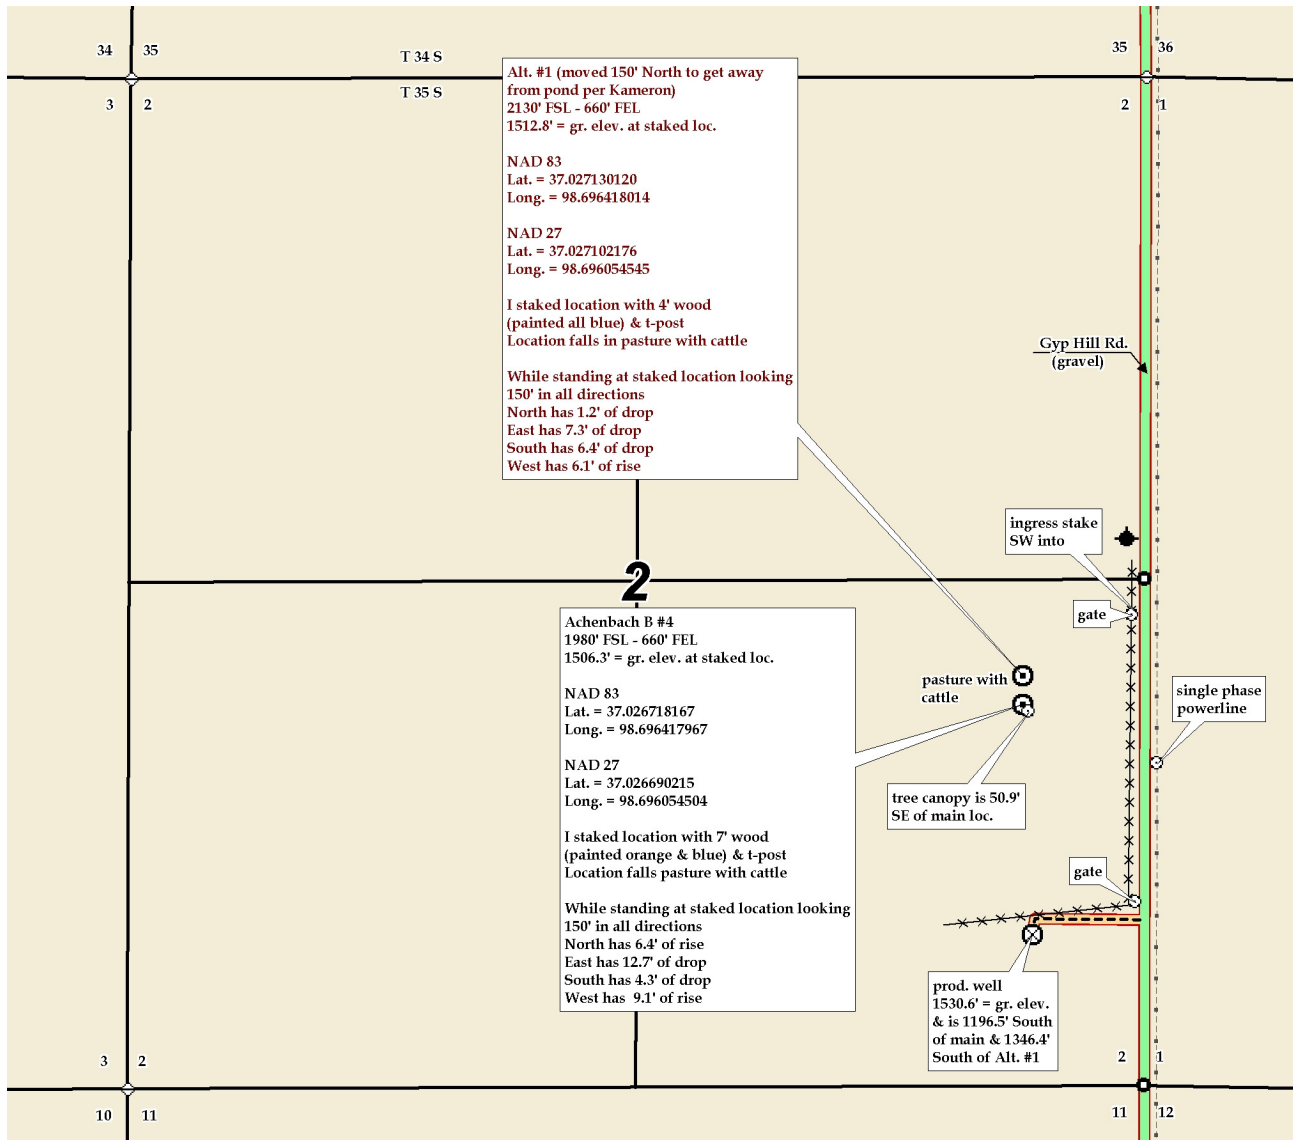 34 35
T 34 S
35 36
T 35 S
3 2
2 1
Alt. #1 (moved 150' North to get away
from pond per Kameron)
2130' FSL - 660' FEL
1512.8' = gr. elev. at staked loc.
NAD 83
Lat. = 37.027130120
Long. = 98.696418014
NAD 27
Lat. = 37.027102176
Long. = 98.696054545
I staked location with 4' wood
(painted all blue) & t-post
Location falls in pasture with cattle
While standing at staked location looking
150' in all directions
North has 1.2' of drop
East has 7.3' of drop
South has 6.4' of drop
West has 6.1' of rise
Gyp Hill Rd.
(gravel)
ingress stake
SW into
2
gate
Achenbach B #4
1980' FSL - 660' FEL
1506.3' = gr. elev. at staked loc.
NAD 83
Lat. = 37.026718167
Long. = 98.696417967
NAD 27
Lat. = 37.026690215
Long. = 98.696054504
I staked location with 7' wood
(painted orange & blue) & t-post
Location falls pasture with cattle
While standing at staked location looking
150' in all directions
North has 6.4' of rise
East has 12.7' of drop
South has 4.3' of drop
West has  9.1' of rise
pasture with
cattle
single phase
powerline
tree canopy is 50.9'
SE of main loc.
gate
prod. well
1530.6' = gr. elev.
& is 1196.5' South
of main & 1346.4'
South of Alt. #1
3 2
2 1
10 11
11 12